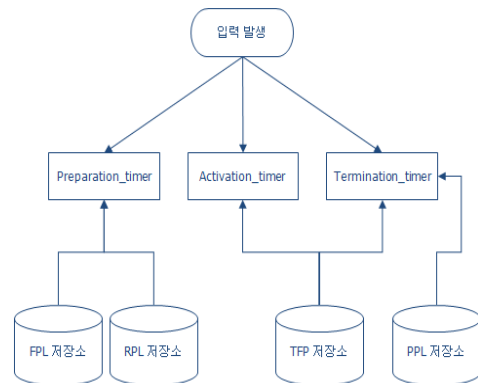 입력 발생
Preparation_timer
Activation_timer
Termination_timer
FPL 저장소
RPL 저장소
TFP 저장소
PPL 저장소